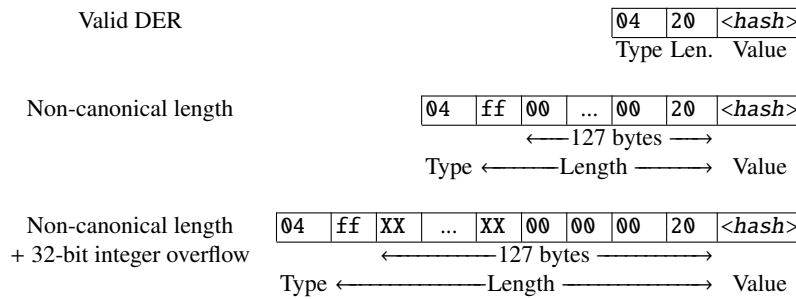 Valid DER 04 20 <hash>
Type Len. Value
Non-canonical length 04 ff 00 ... 00 20 <hash>
127 bytes
Type Length Value
Non-canonical length 04 ff XX ... XX 00 00 00 20 <hash>
+ 32-bit integer overflow 127 bytes
Type Length Value